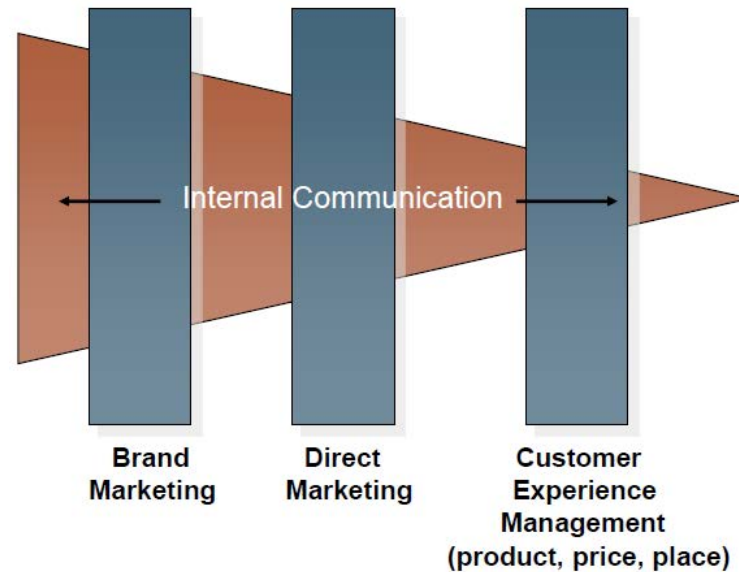 Internal Communication
Brand
Marketing
Direct
Marketing
Customer
Experience
Management
(product, price, place)